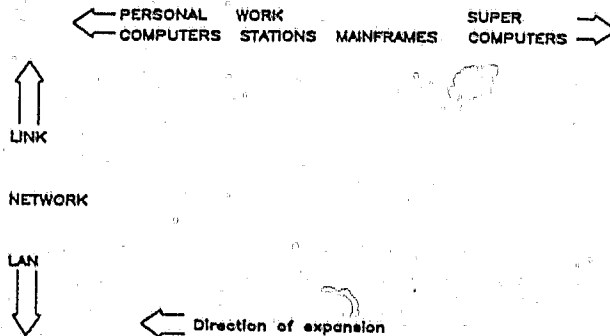 PERSONAL WORK SUPER
COMPUTERS STATIONS MAINFRAMES COMPUTERS
LINK
NETWORK
LAN
Direction of expansion